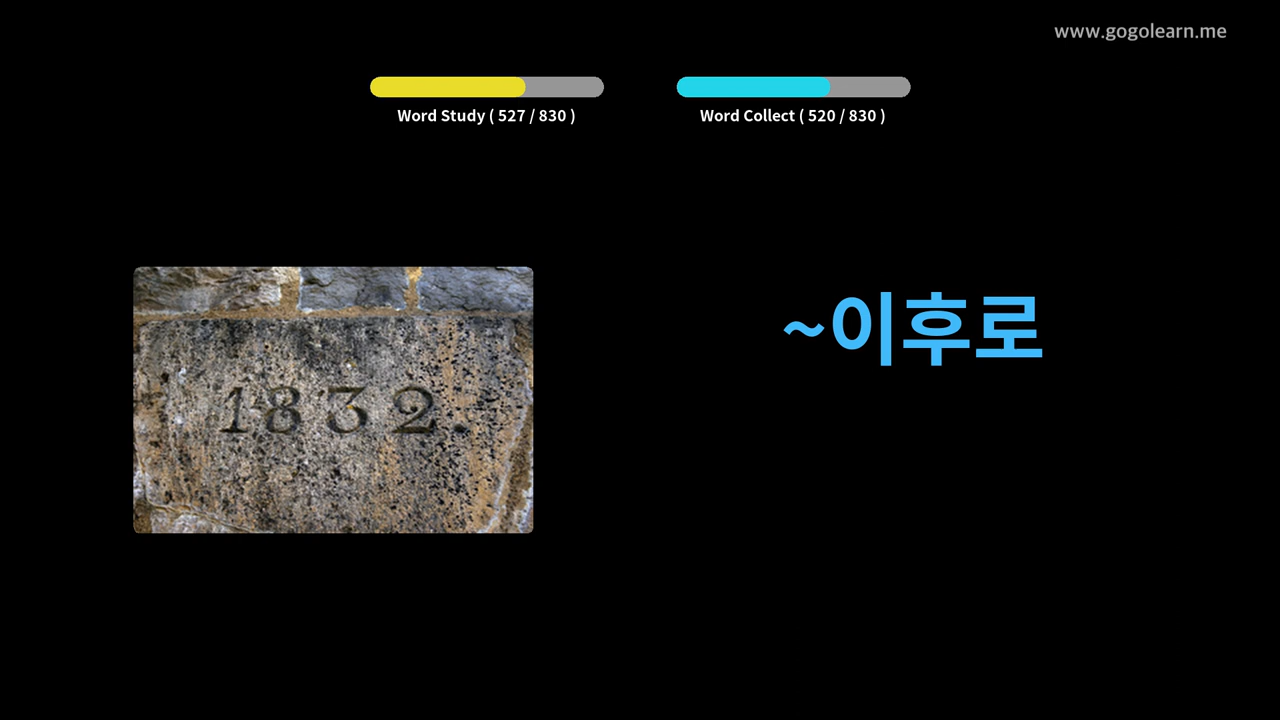 www.gogolearn.me
Word Study ( 527 / 830 )
Word Collect ( 520 / 830 )
~이후로
1832.